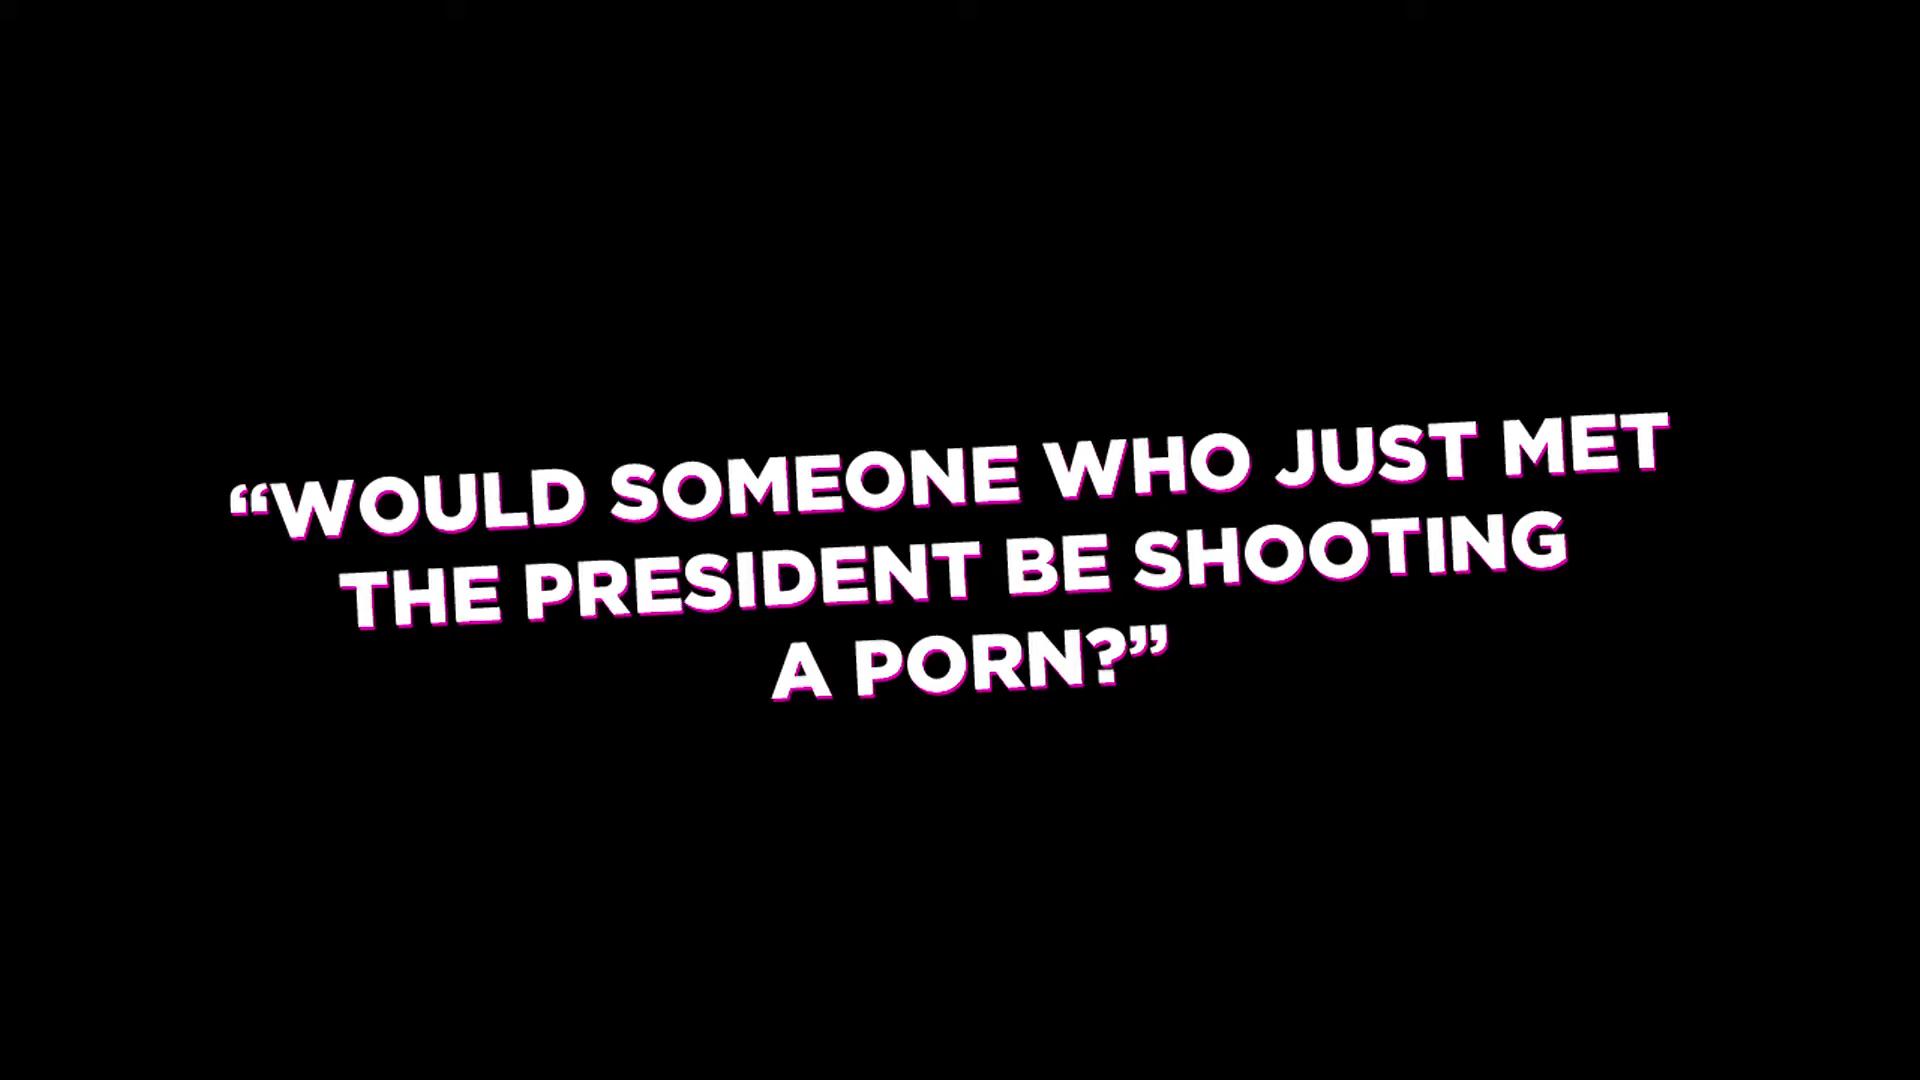 “WOULD SOMEONE WHO JUST MET
THE PRESIDENT BE SHOOTING
A PORN?”